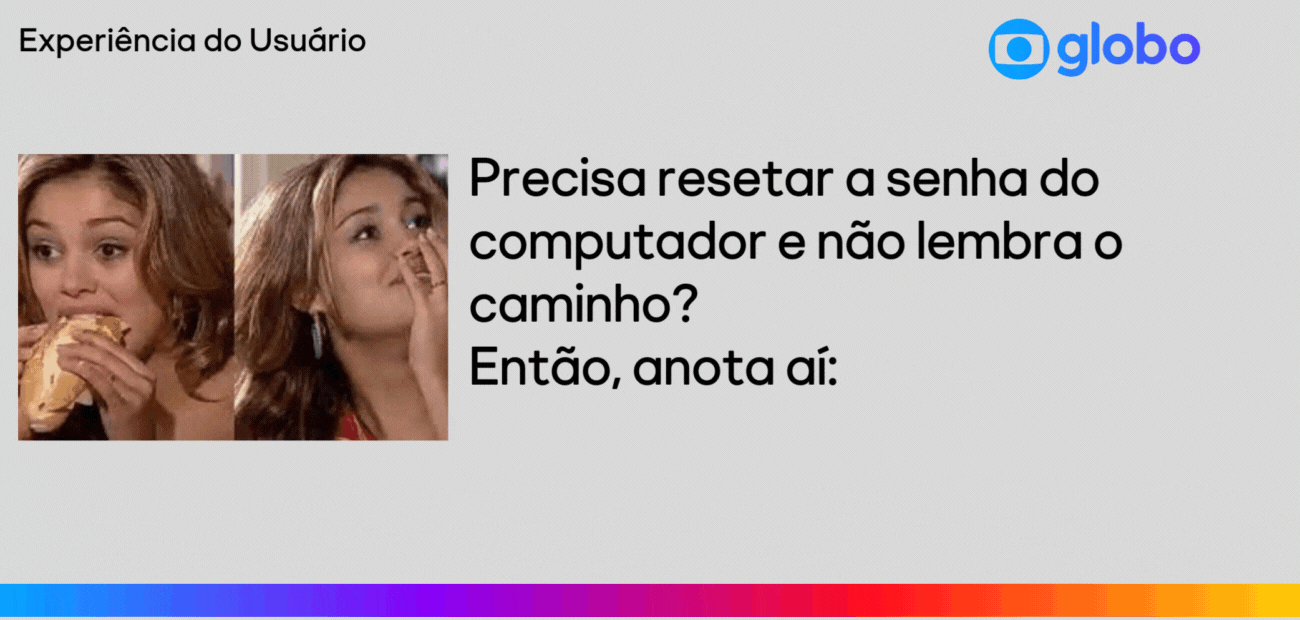 Experiência do Usuário
globo
Precisa resetar a senha do
computador e não lembra o
caminho?
Então, anota aí: